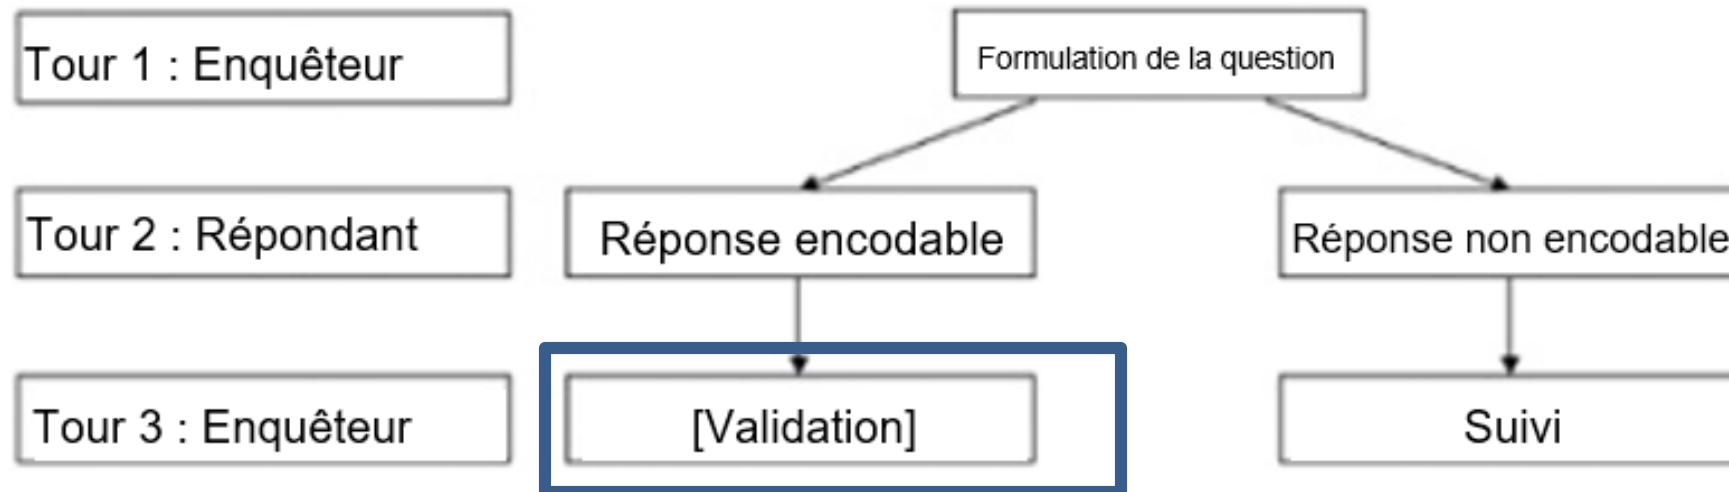 Tour 1 : Enquêteur
Formulation de la question
Tour 2 : Répondant
Réponse encodable
Réponse non encodable
Tour 3 : Enquêteur
[Validation]
Suivi